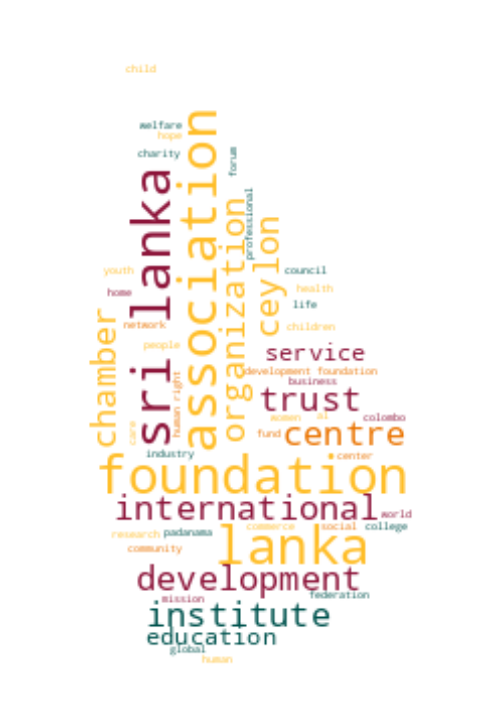 child
welfare
hope
charity
forum
association
sri lanka
professional
organization
ceylon
council
youth
health
home
life
chamber
network
children
people
service
development foundation
business
human right
trust
care
women
al
colombo
fund
centre
industry
center
foundation
international
world
commerce
social
college
research
padanama
lanka
community
development
federation
mission
institute
education
global
human